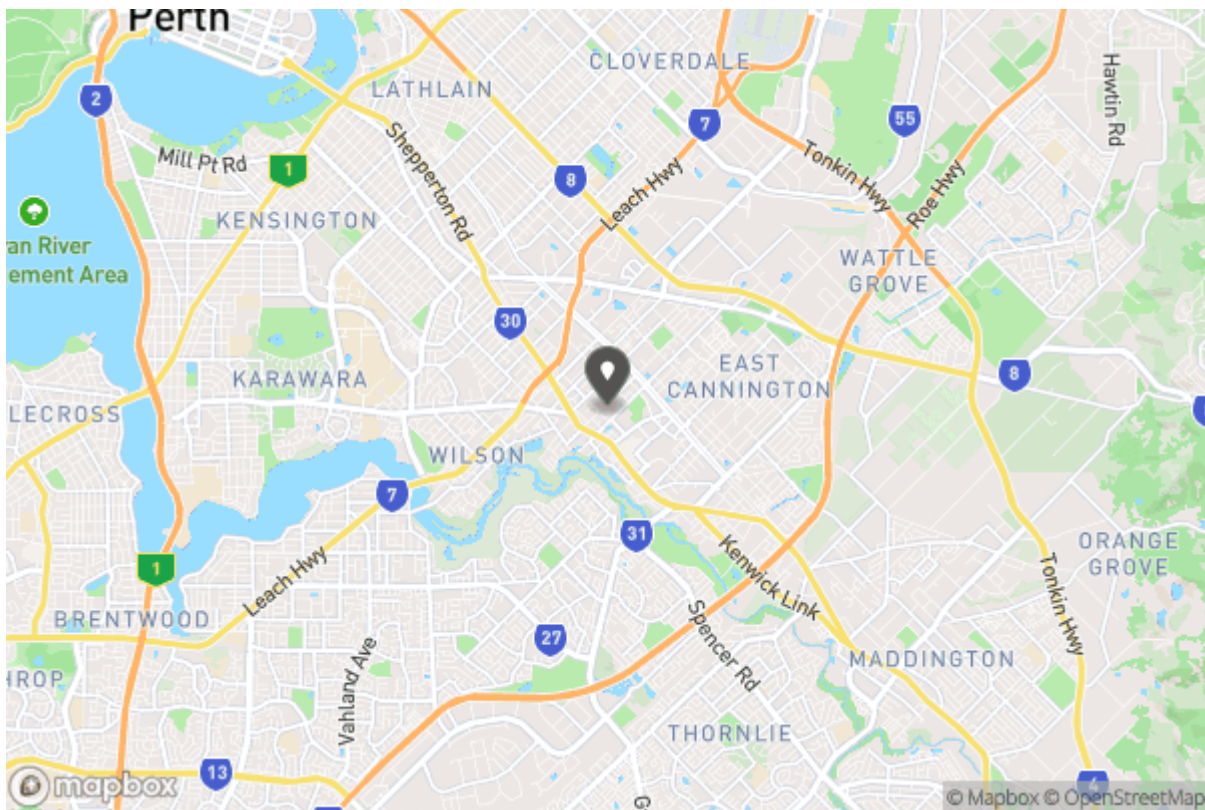 Perth
CLOVERDALE
LATHLAIN
2
7
55
Hawtin Rd
Mill Pt Rd
1
Shepperton Rd
8
Leach Hwy
Tonkin Hwy
Roe Hwy
KENSINGTON
an River
ement Area
WATTLE
GROVE
30
KARAWARA
EAST
CANNINGTON
8
LECROSS
WILSON
7
31
ORANGE
GROVE
Kenwick Link
Tonkin Hwy
1
Leach Hwy
BRENTWOOD
27
Spencer Rd
MADDINGTON
Vahland Ave
HROP
THORNLIE
13
mapbox
4
© Mapbox © OpenStreetMap